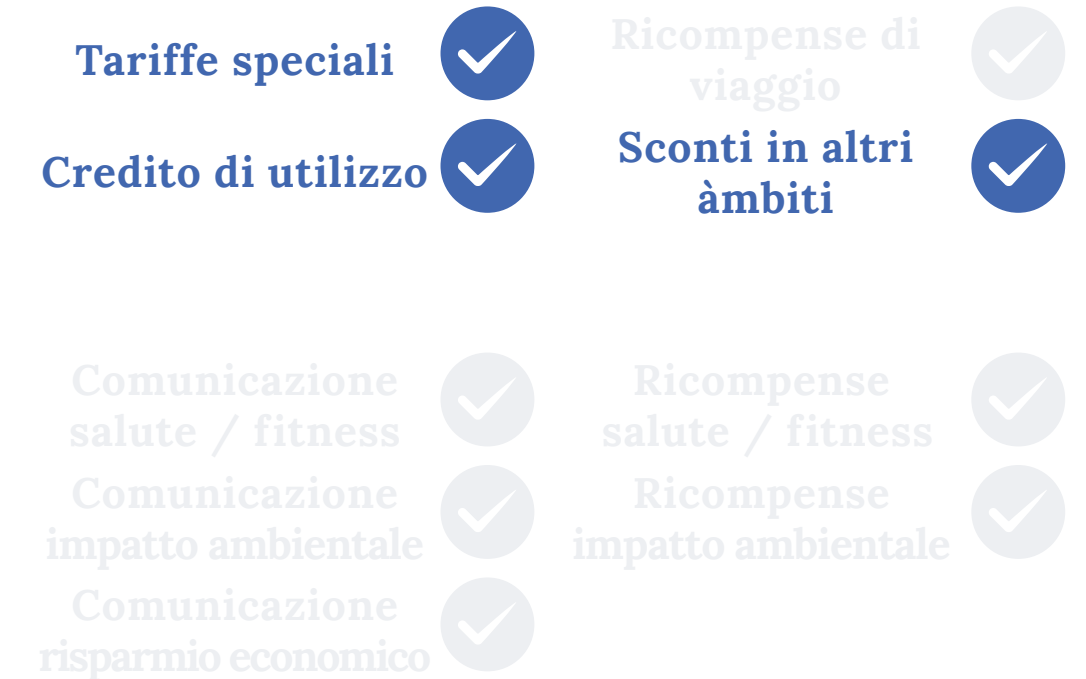 Tariffe speciali
Ricompense di
viaggio
Credito di utilizzo
Sconti in altri
àmbiti
Comunicazione
salute / fitness
Ricompense
salute / fitness
Comunicazione
impatto ambientale
Ricompense
impatto ambientale
Comunicazione
risparmio economico